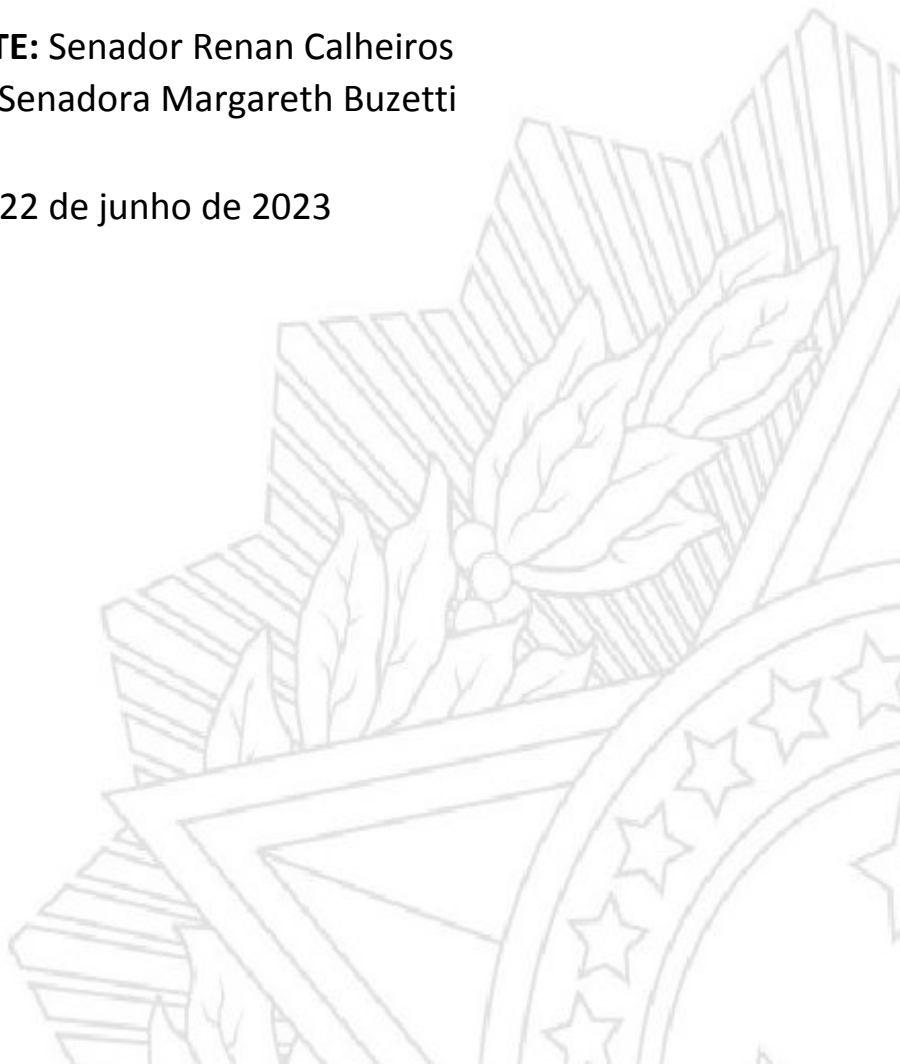 TE: Senador Renan Calheiros
Senadora Margareth Buzetti
22 de junho de 2023